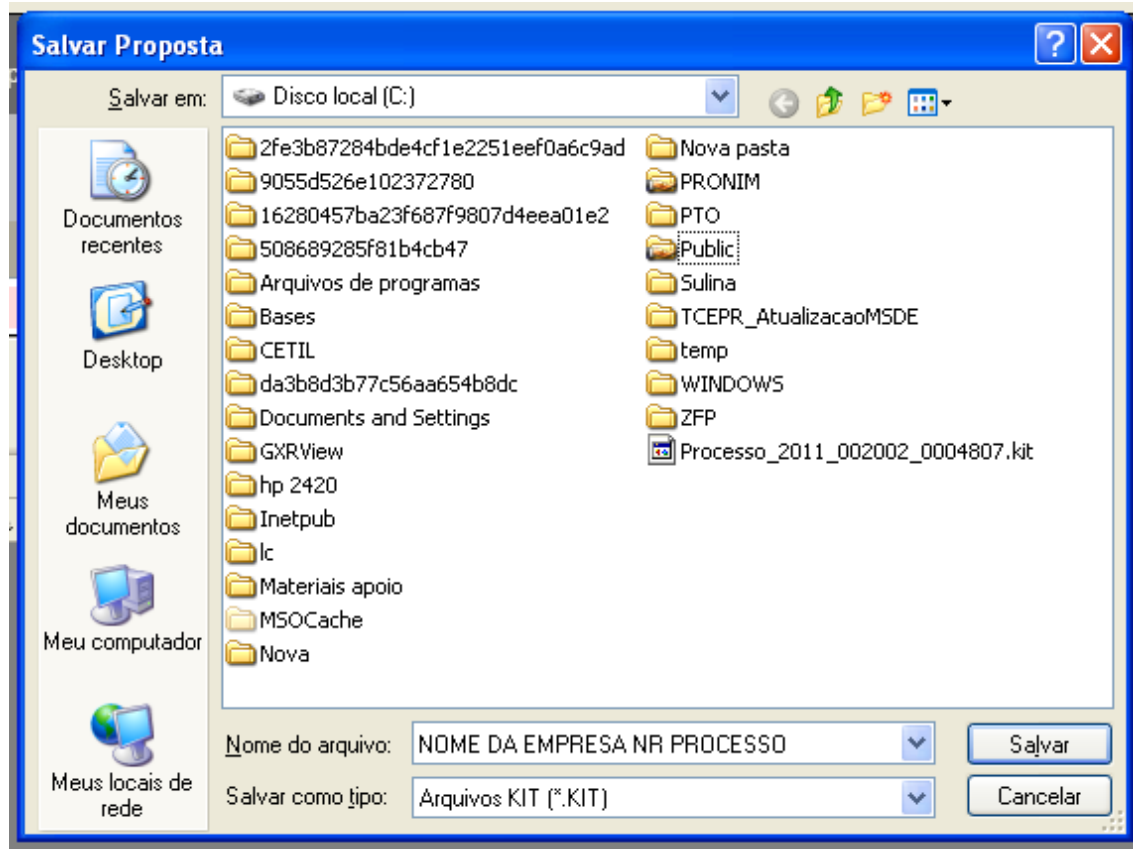 Salvar Proposta
Salvar em:
Disco local (C:)
Documentos
recentes
Desktop
Meus
documentos
Meu computador
Meus locais de
rede
2fe3b87284bde4cf1e2251eef0a6c9ad
9055d526e102372780
16280457ba23f687f9807d4eea01e2
508689285f81b4cb47
Arquivos de programas
Bases
CETIL
da3b8d3b77c56aa654b8dc
Documents and Settings
GXRView
hp 2420
Inetpub
lc
Materiais apoio
MSOCache
Nova
Nova pasta
PRONIM
PTO
Public
Sulina
TCEPR_AtualizacaoMSDE
temp
WINDOWS
ZFP
Processo_2011_002002_0004807.kit
Nome do arquivo:
NOME DA EMPRESA NR PROCESSO
Salvar
Salvar como tipo:
Arquivos KIT (*.KIT)
Cancelar